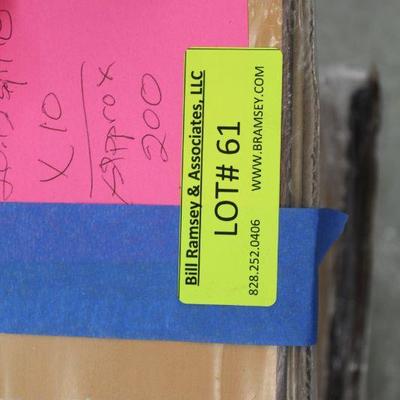 X 10
Approx
200
Bill Ramsey & Associates, LLC
LOT# 61
828.252.0406 WWW.BRAMSEY.COM